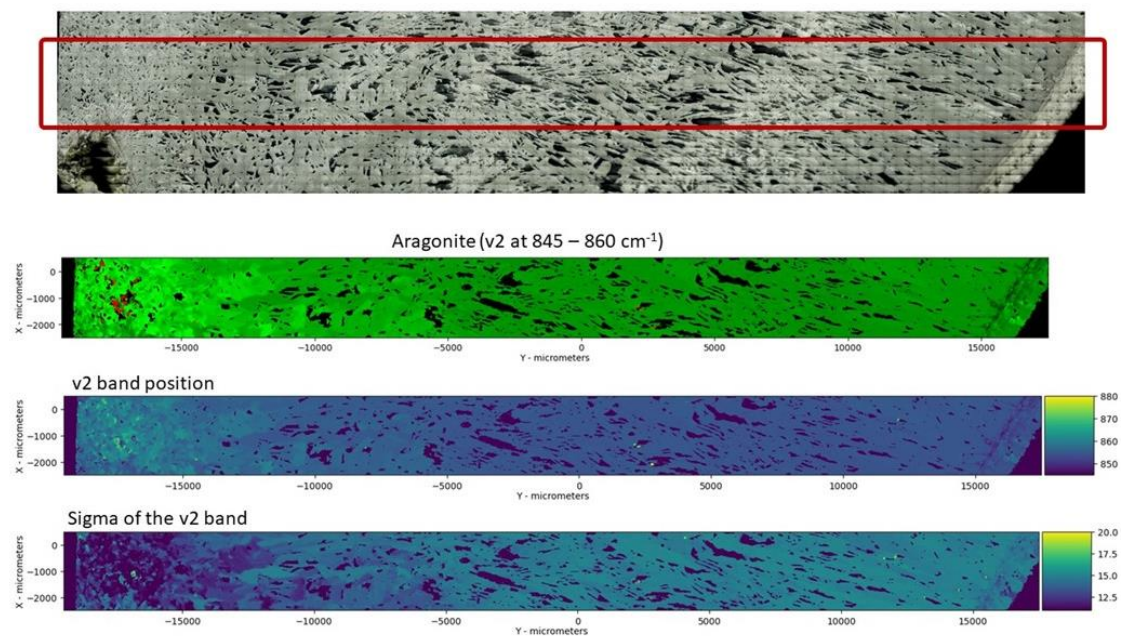 Aragonite (v2 at 845 – 860 cm⁻¹)
X - micrometers
0
−1000
−2000
−15000 −10000 −5000 0 5000 10000 15000
Y - micrometers
v2 band position
X - micrometers
0
−1000
−2000
−15000 −10000 −5000 0 5000 10000 15000
Y - micrometers
880
870
860
850
Sigma of the v2 band
X - micrometers
0
−1000
−2000
−15000 −10000 −5000 0 5000 10000 15000
Y - micrometers
20.0
17.5
15.0
12.5